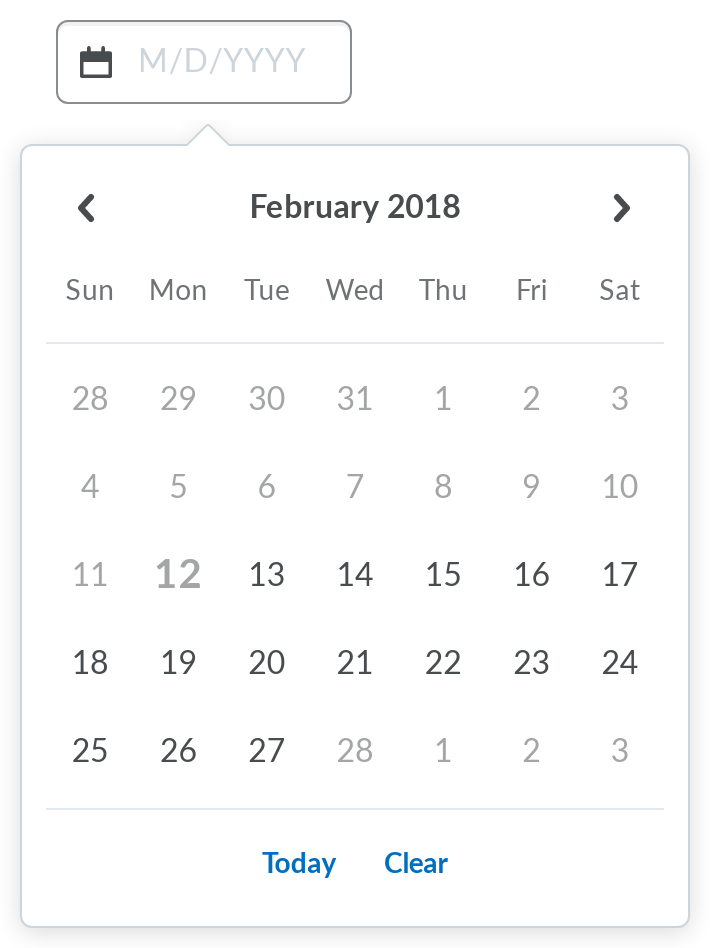 M/D/YYYY
February 2018
Sun Mon Tue Wed Thu Fri Sat
28 29 30 31 1 2 3
4 5 6 7 8 9 10
11 12 13 14 15 16 17
18 19 20 21 22 23 24
25 26 27 28 1 2 3
Today Clear